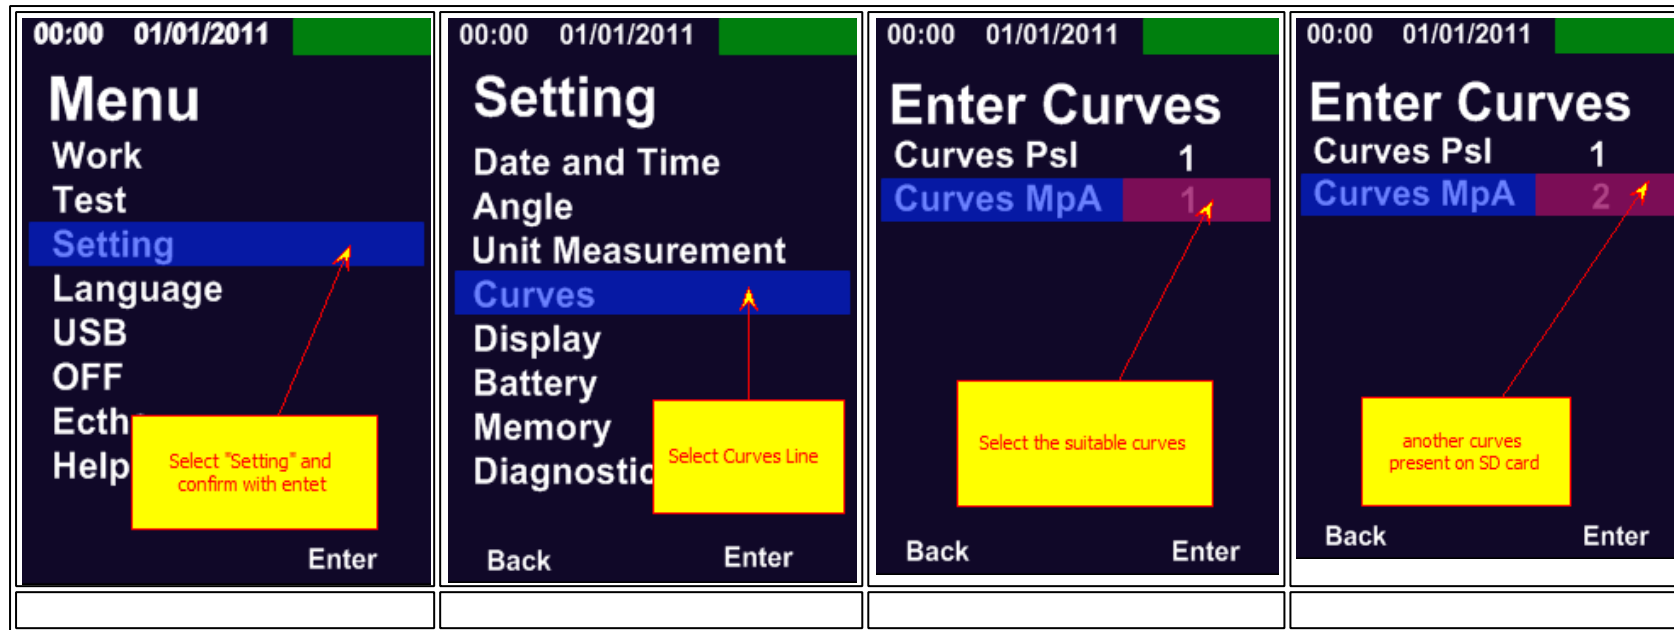 00:00 01/01/2011
Menu
Work
Test
Setting
Language
USB
OFF
Help
Select "Setting" and
confirm with entet
Enter
00:00 01/01/2011
Setting
Date and Time
Angle
Unit Measurement
Curves
Display
Battery
Memory
Diagnostic
Select Curves Line
Back Enter
00:00 01/01/2011
Enter Curves
Curves PsI 1
Curves MpA 1
Select the suitable curves
Back Enter
00:00 01/01/2011
Enter Curves
Curves PsI 1
Curves MpA 2
another curves
present on SD card
Back Enter